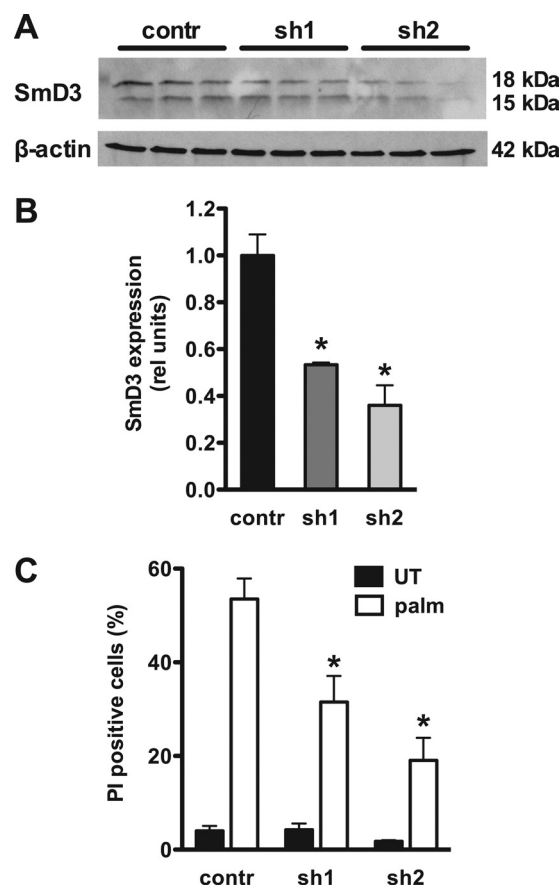 A
contr sh1 sh2
SmD3 18 kDa
15 kDa
β-actin 42 kDa
B
SmD3 expression
(rel units)
1.2
1.0
0.8
0.6
0.4
0.2
0.0
* *
contr sh1 sh2
C
PI positive cells (%)
60
40
20
0
UT
palm
* *
contr sh1 sh2